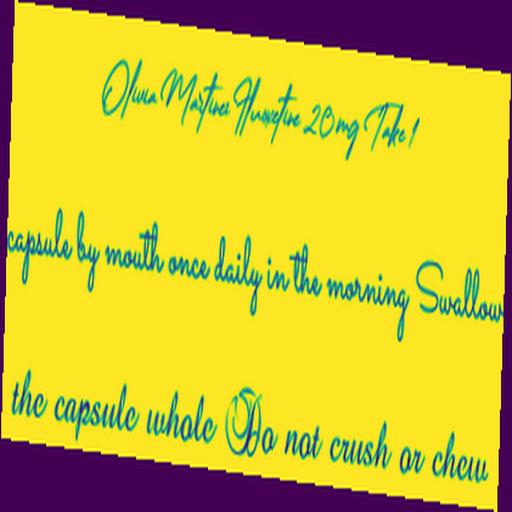 Olivia Martinez Fluoxetine 20mg Take 1
capsule by mouth once daily in the morning Swallow
the capsule whole Do not crush or chew